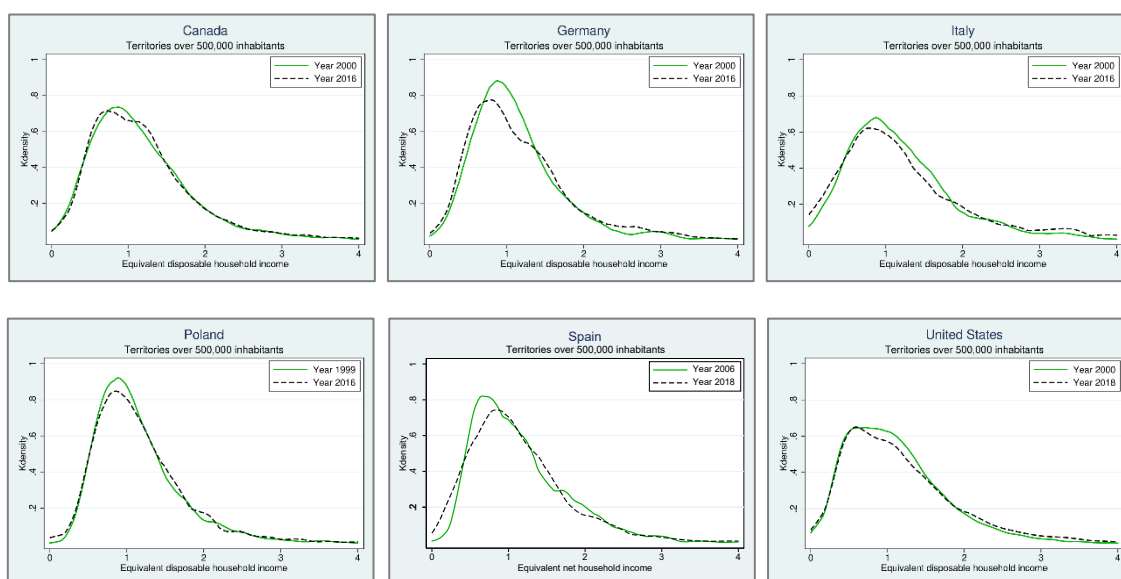 Canada
Territories over 500,000 inhabitants
Year 2000
Year 2016
Kdensity
1
.8
.6
.4
.2
0 1 2 3 4
Equivalent disposable household income
Germany
Territories over 500,000 inhabitants
Year 2000
Year 2016
Kdensity
1
.8
.6
.4
.2
0 1 2 3 4
Equivalent disposable household income
Italy
Territories over 500,000 inhabitants
Year 2000
Year 2016
Kdensity
1
.8
.6
.4
.2
0 1 2 3 4
Equivalent disposable household income
Poland
Territories over 500,000 inhabitants
Year 1999
Year 2016
Kdensity
1
.8
.6
.4
.2
0 1 2 3 4
Equivalent disposable household income
Spain
Territories over 500,000 inhabitants
Year 2006
Year 2018
Kdensity
1
.8
.6
.4
.2
0 1 2 3 4
Equivalent net household income
United States
Territories over 500,000 inhabitants
Year 2000
Year 2018
Kdensity
1
.8
.6
.4
.2
0 1 2 3 4
Equivalent disposable household income